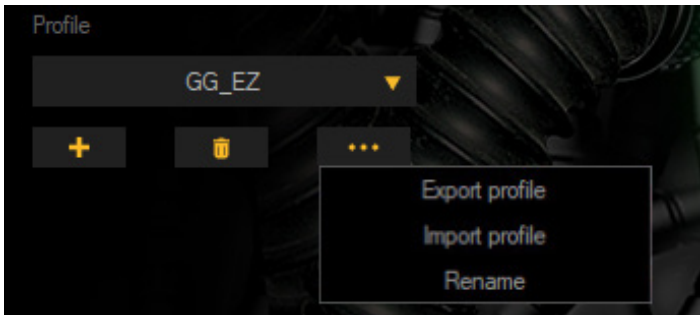 Profile
GG_EZ
Export profile
Import profile
Rename